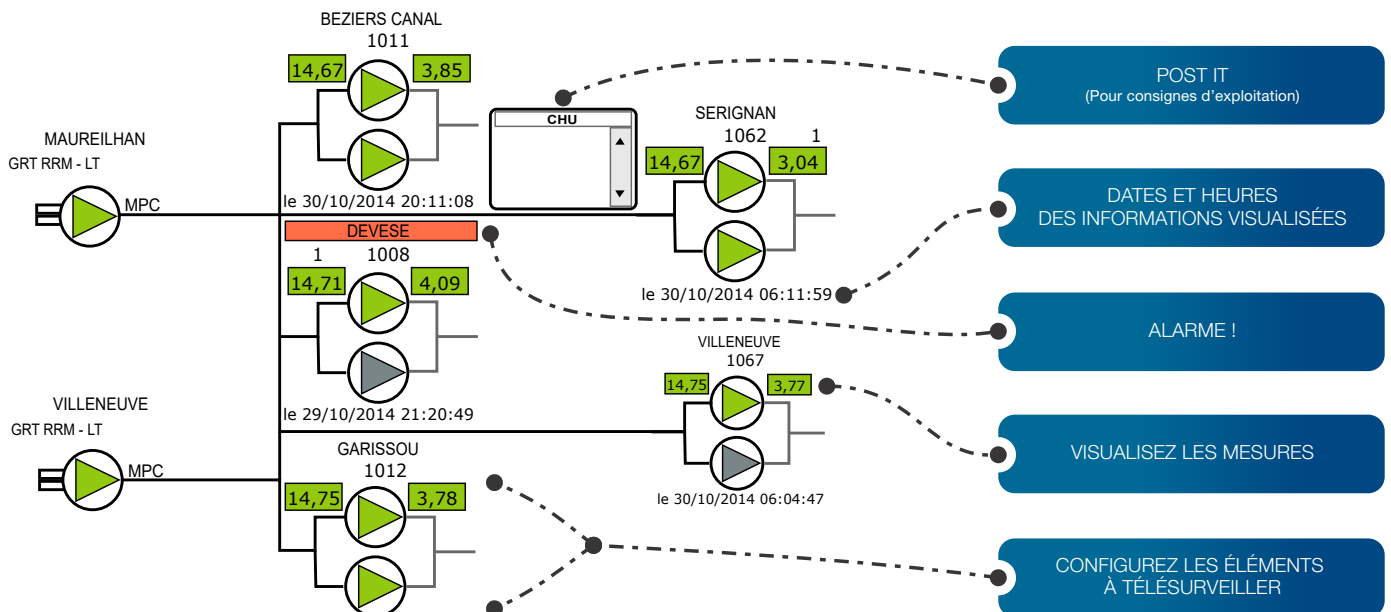 BEZIERS CANAL
1011
14,67
3,85
MAUREILHAN
GRT RRM - LT
MPC
le 30/10/2014 20:11:08
CHU
SERIGNAN
1062
1
14,67
3,04
le 30/10/2014 06:11:59
DEVESE
1
1008
14,71
4,09
le 29/10/2014 21:20:49
VILLENEUVE
1067
14,75
3,77
le 30/10/2014 06:04:47
VILLENEUVE
GRT RRM - LT
MPC
GARISSOU
1012
14,75
3,78
POST IT
(Pour consignes d'exploitation)
DATES ET HEURES
DES INFORMATIONS VISUALISÉES
ALARME !
VISUALISEZ LES MESURES
CONFIGUREZ LES ÉLÉMENTS
À TÉLÉSURVEILLER